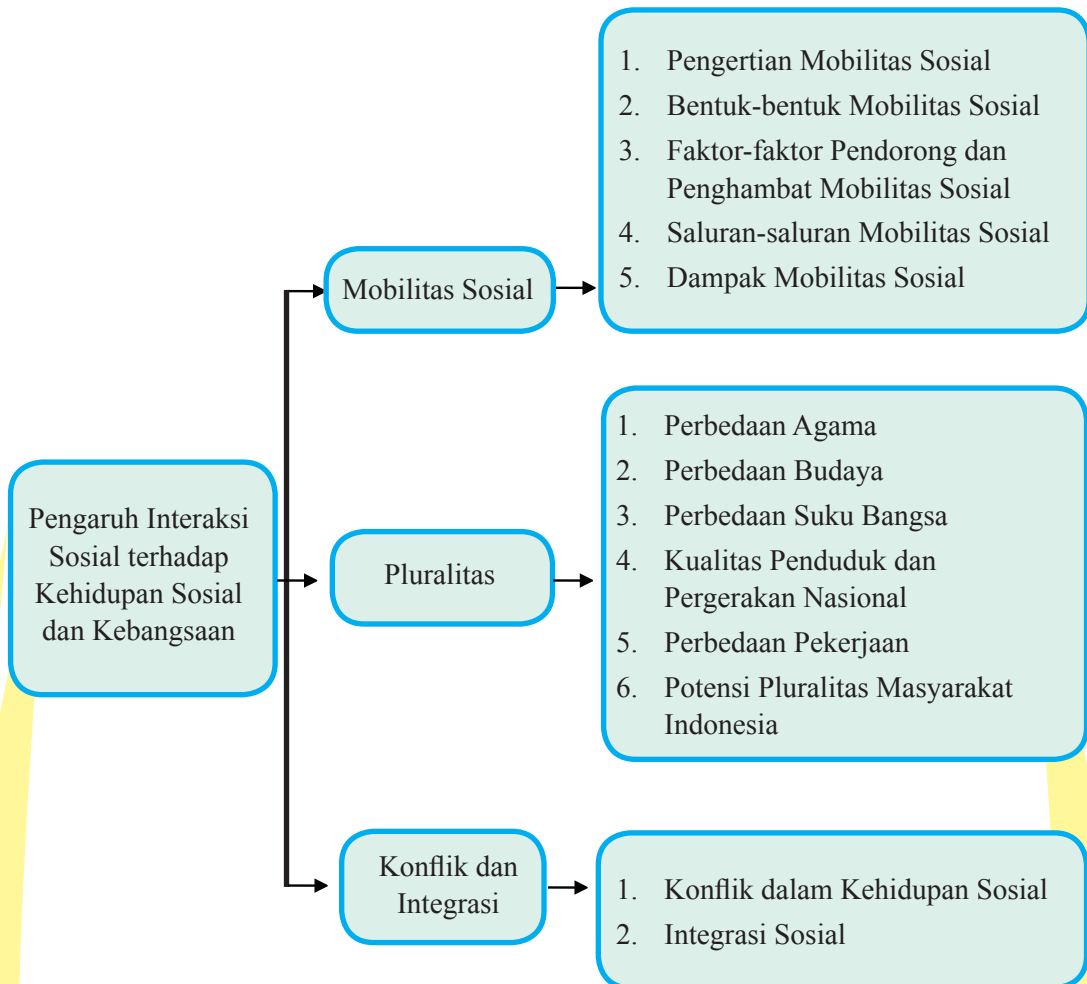 Pengaruh Interaksi
Sosial terhadap
Kehidupan Sosial
dan Kebangsaan
Mobilitas Sosial
1. Pengertian Mobilitas Sosial
2. Bentuk-bentuk Mobilitas Sosial
3. Faktor-faktor Pendorong dan
Penghambat Mobilitas Sosial
4. Saluran-saluran Mobilitas Sosial
5. Dampak Mobilitas Sosial
Pluralitas
1. Perbedaan Agama
2. Perbedaan Budaya
3. Perbedaan Suku Bangsa
4. Kualitas Penduduk dan
Pergerakan Nasional
5. Perbedaan Pekerjaan
6. Potensi Pluralitas Masyarakat
Indonesia
Konflik dan
Integrasi
1. Konflik dalam Kehidupan Sosial
2. Integrasi Sosial